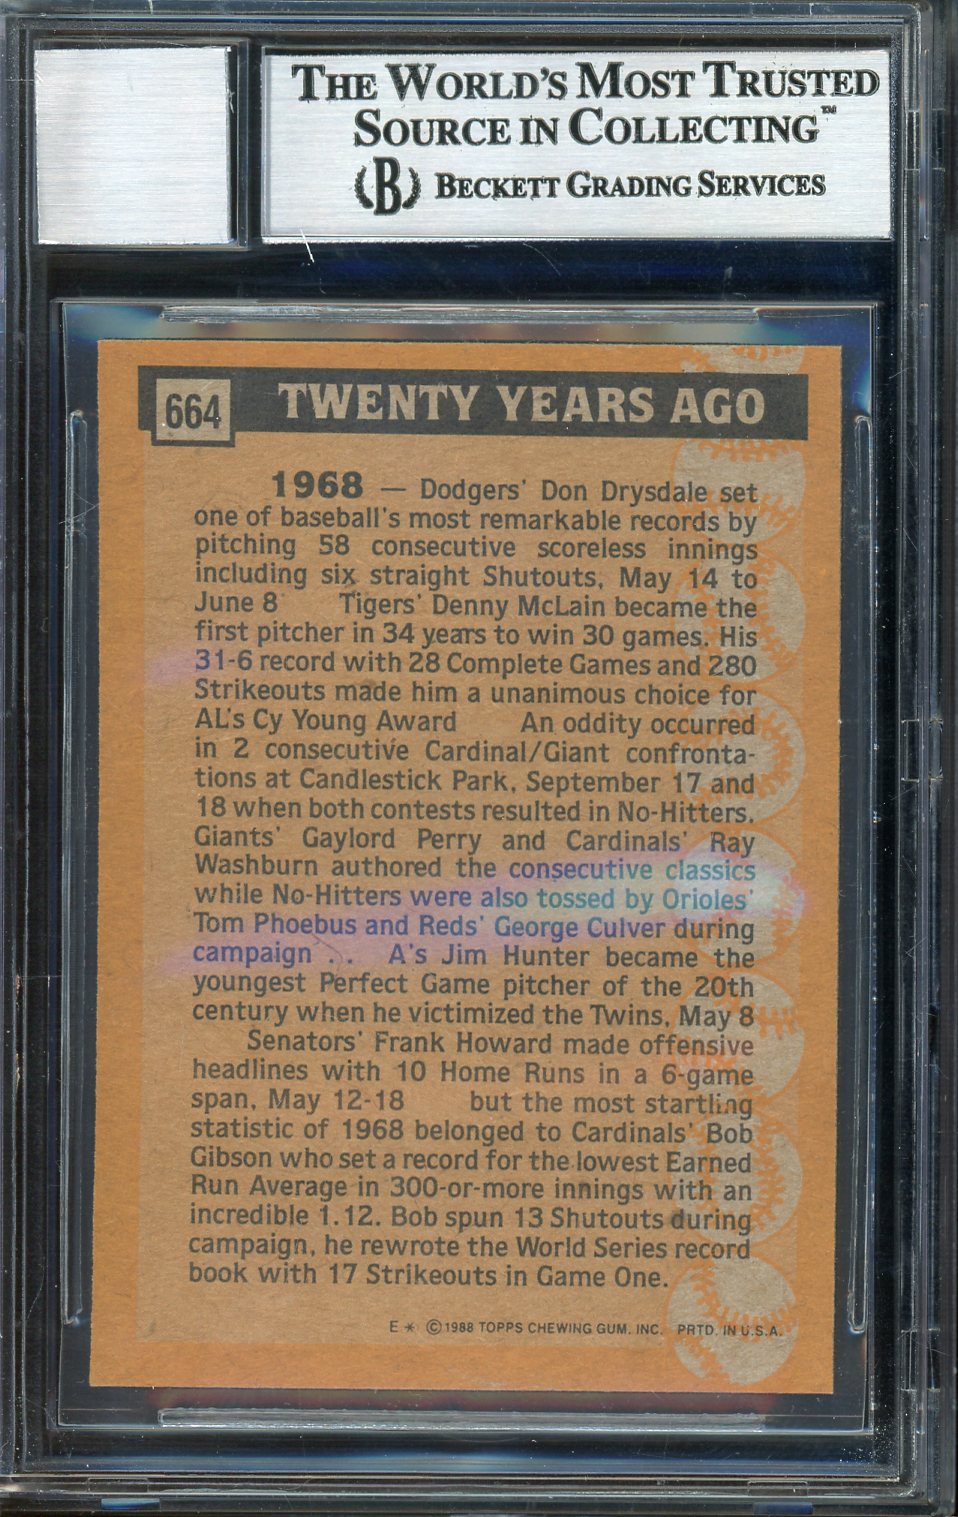 THE WORLD'S MOST TRUSTED
SOURCE IN COLLECTING™
(B) BECKETT GRADING SERVICES
664 TWENTY YEARS AGO
1968 — Dodgers' Don Drysdale set
one of baseball's most remarkable records by
pitching 58 consecutive scoreless innings
including six straight Shutouts, May 14 to
June 8 Tigers' Denny McLain became the
first pitcher in 34 years to win 30 games. His
31-6 record with 28 Complete Games and 280
Strikeouts made him a unanimous choice for
AL's Cy Young Award An oddity occurred
in 2 consecutive Cardinal/Giant confronta-
tions at Candlestick Park, September 17 and
18 when both contests resulted in No-Hitters.
Giants' Gaylord Perry and Cardinals' Ray
Washburn authored the consecutive classics
while No-Hitters were also tossed by Orioles'
Tom Phoebus and Reds' George Culver during
campaign . . A's Jim Hunter became the
youngest Perfect Game pitcher of the 20th
century when he victimized the Twins, May 8
Senators' Frank Howard made offensive
headlines with 10 Home Runs in a 6-game
span, May 12-18 but the most startling
statistic of 1968 belonged to Cardinals' Bob
Gibson who set a record for the lowest Earned
Run Average in 300-or-more innings with an
incredible 1.12. Bob spun 13 Shutouts during
campaign, he rewrote the World Series record
book with 17 Strikeouts in Game One.
E* ©1988 TOPPS CHEWING GUM, INC. PRTD. IN U.S.A.